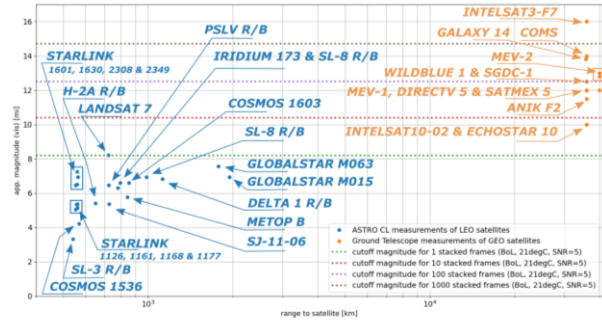 INTELSAT3-F7
PSLV R/B
GALAXY 14 COMS
STARLINK
1601, 1630, 2308 & 2349
IRIDIUM 173 & SL-8 R/B
MEV-2
WILDBLUE 1 & SGDC-1
H-2A R/B
COSMOS 1603
MEV-1, DIRECTV 5 & SATMEX 5
LANDSAT 7
ANIK F2
SL-8 R/B
INTELSAT10-02 & ECHOSTAR 10
GLOBALSTAR M063
GLOBALSTAR M015
DELTA 1 R/B
METOP B
STARLINK
1126, 1161, 1168 & 1177
SJ-11-06
SL-3 R/B
COSMOS 1536
ASTRO CL measurements of LEO satellites
Ground Telescope measurements of GEO satellites
cutoff magnitude for 1 stacked frames (BoL, 21degC, SNR=5)
cutoff magnitude for 10 stacked frames (BoL, 21degC, SNR=5)
cutoff magnitude for 100 stacked frames (BoL, 21degC, SNR=5)
cutoff magnitude for 1000 stacked frames (BoL, 21degC, SNR=5)
app. magnitude (vis) [mi]
16
14
12
10
8
6
4
2
0
10³
10⁴
range to satellite [km]